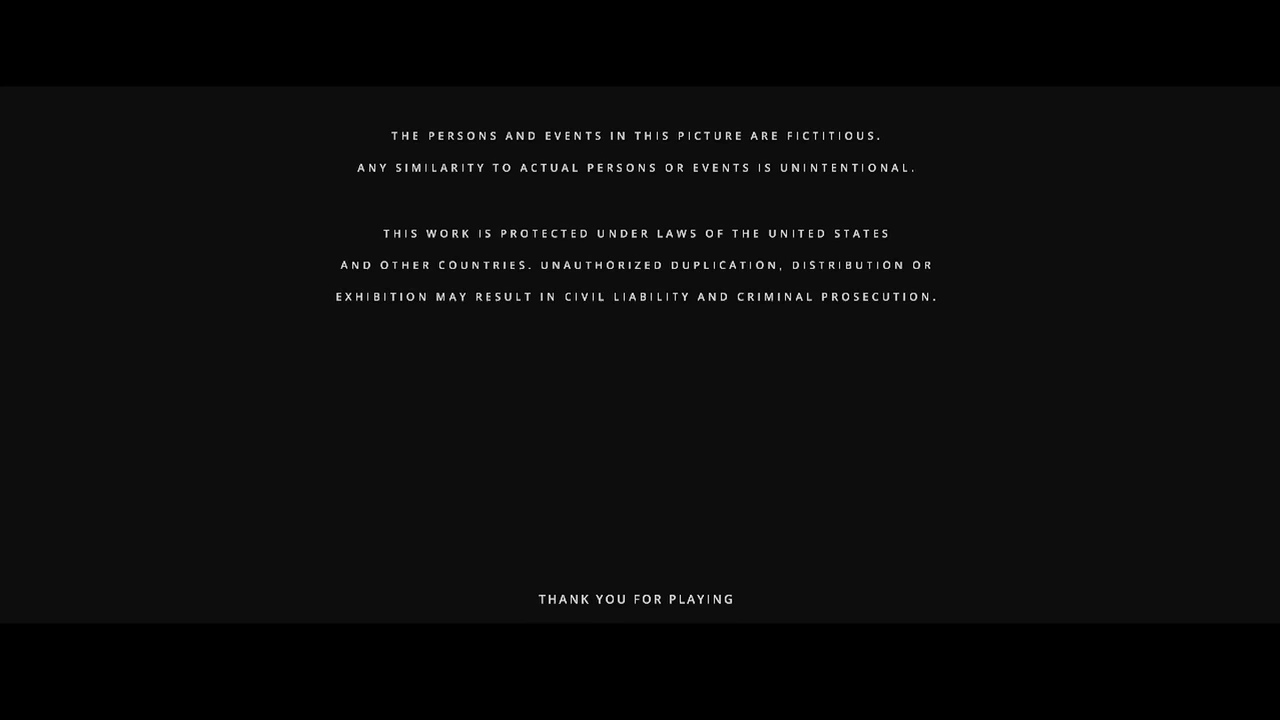 THE PERSONS AND EVENTS IN THIS PICTURE ARE FICTITIOUS.
ANY SIMILARITY TO ACTUAL PERSONS OR EVENTS IS UNINTENTIONAL.
THIS WORK IS PROTECTED UNDER LAWS OF THE UNITED STATES
AND OTHER COUNTRIES. UNAUTHORIZED DUPLICATION, DISTRIBUTION OR
EXHIBITION MAY RESULT IN CIVIL LIABILITY AND CRIMINAL PROSECUTION.
THANK YOU FOR PLAYING